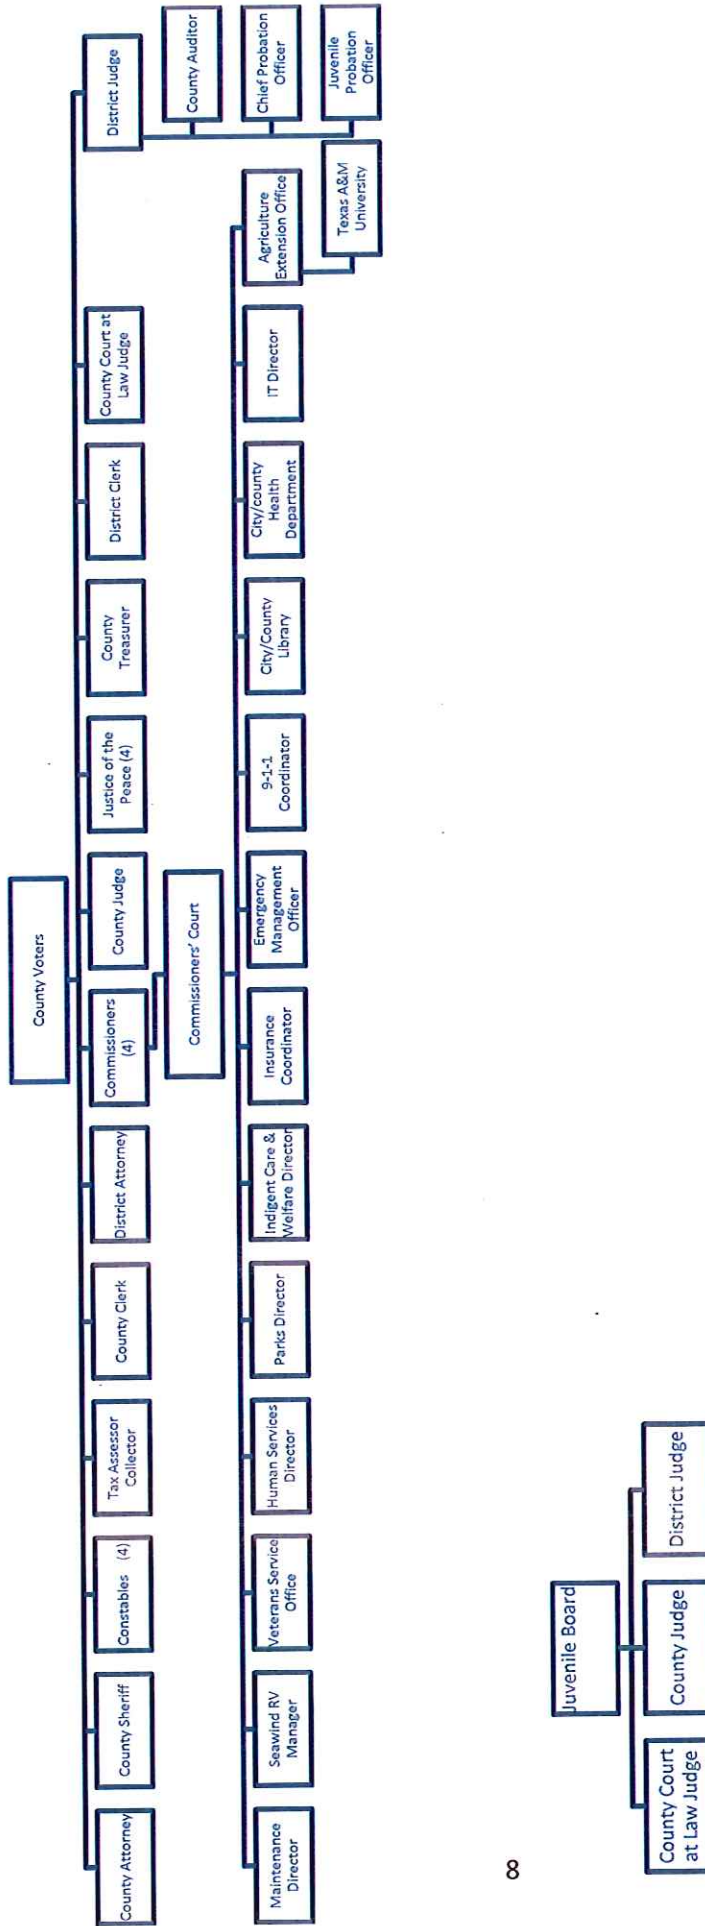 County Voters
County Attorney
County Sheriff
Constables (4)
Tax Assessor
Collector
County Clerk
District Attorney
Commissioners
(4)
County Judge
Justice of the
Peace (4)
County
Treasurer
District Clerk
County Court at
Law Judge
District Judge
County Auditor
Chief Probation
Officer
Juvenile
Probation
Officer
Commissioners' Court
Maintenance
Director
Seawind RV
Manager
Veterans Service
Office
Human Services
Director
Parks Director
Indigent Care &
Welfare Director
Insurance
Coordinator
Emergency
Management
Officer
9-1-1
Coordinator
City/County
Library
City/county
Health
Department
IT Director
Agriculture
Extension Office
Texas A&M
University
Juvenile Board
County Court
at Law Judge
County Judge
District Judge
8